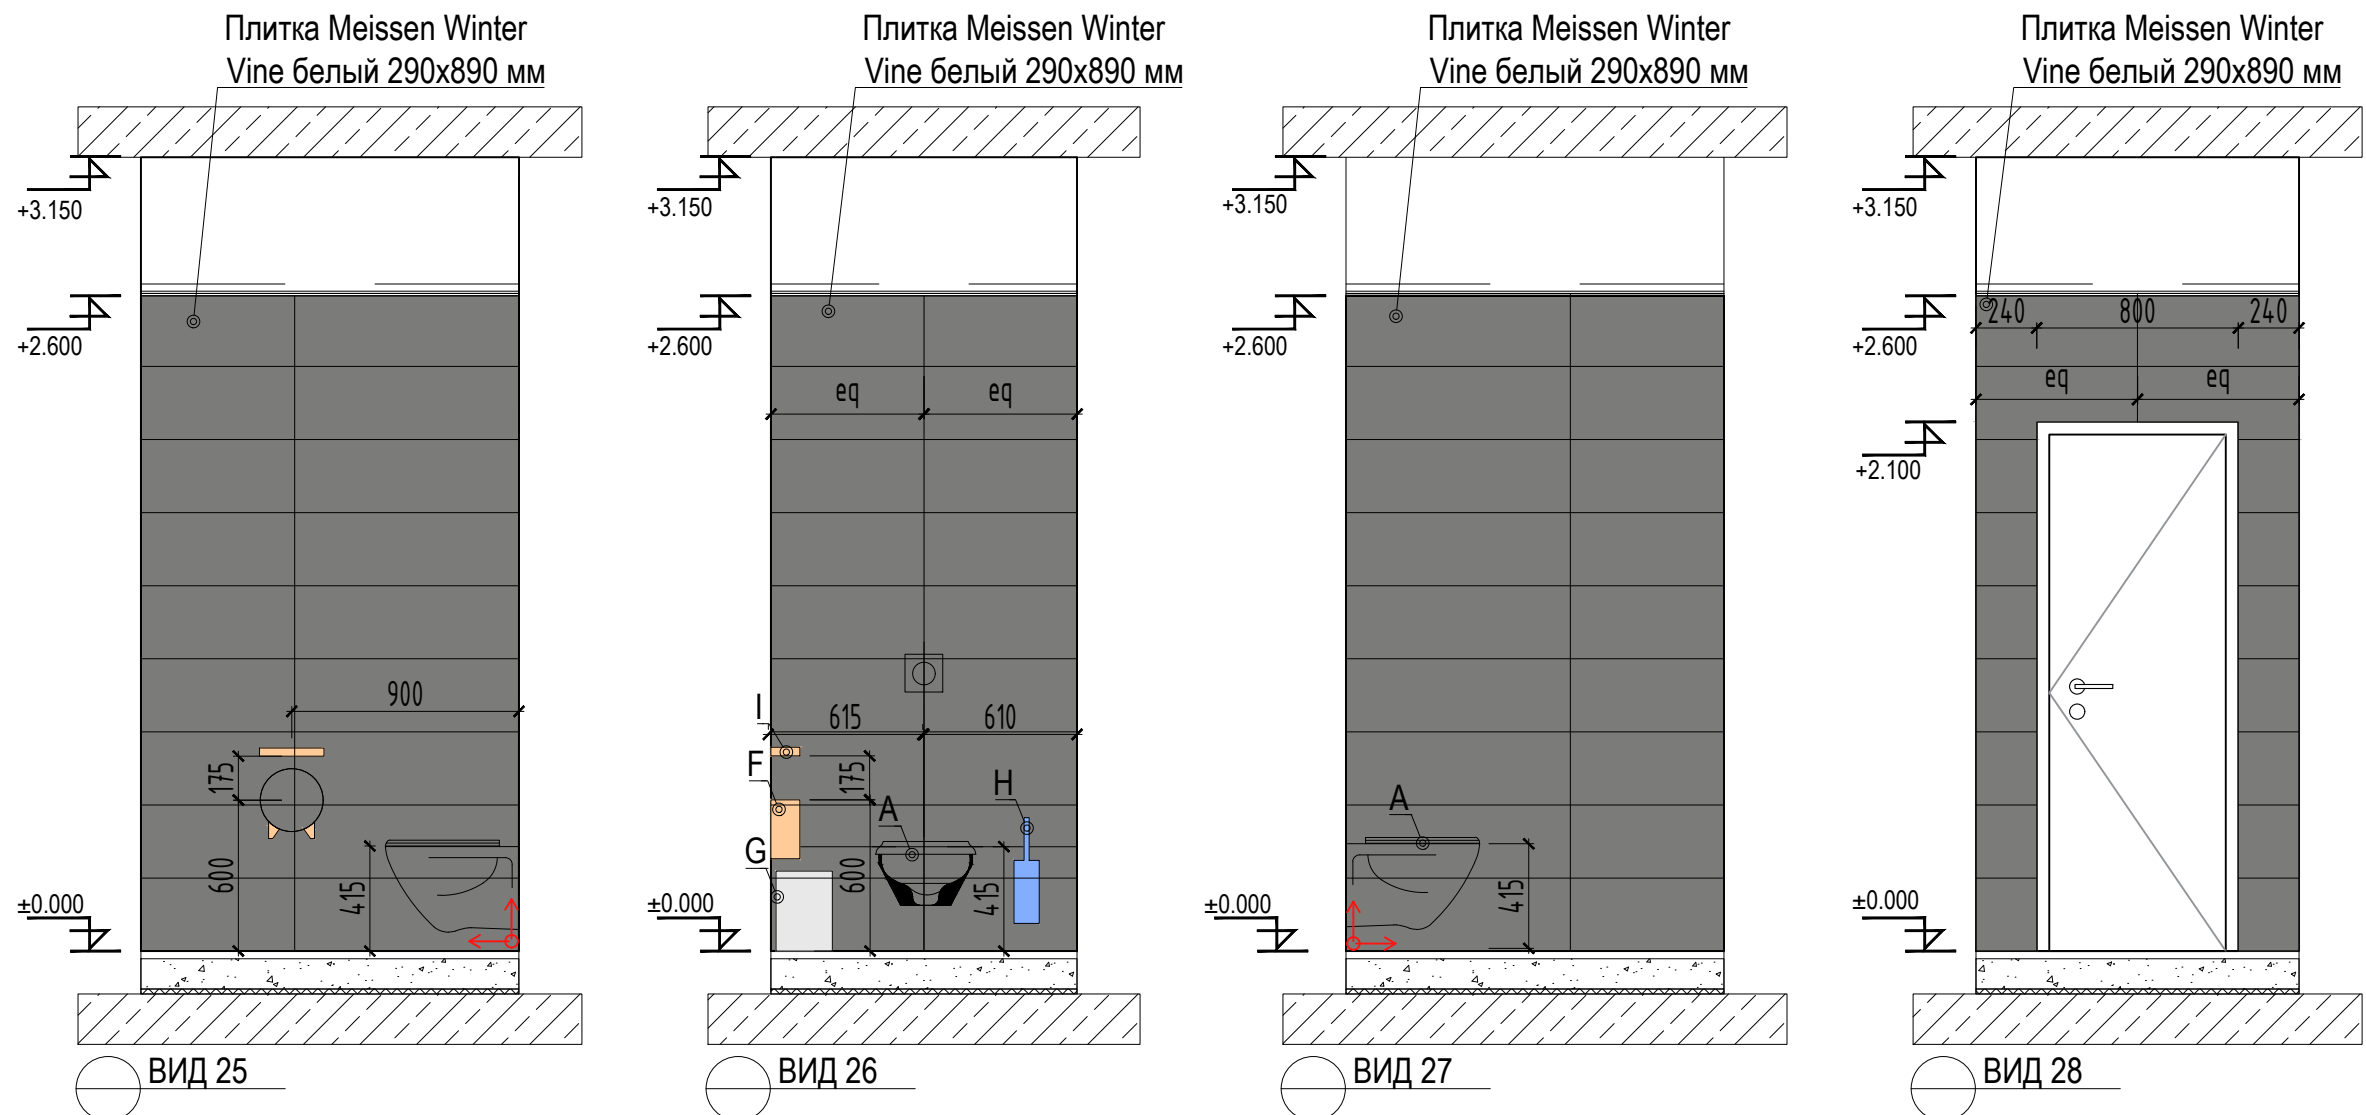 Плитка Meissen Winter
Vine белый 290x890 мм
+3.150
+2.600
900
175
600
415
±0.000
ВИД 25
Плитка Meissen Winter
Vine белый 290x890 мм
+3.150
+2.600
eq
eq
I
615
610
F
175
A
H
G
600
415
±0.000
ВИД 26
Плитка Meissen Winter
Vine белый 290x890 мм
+3.150
+2.600
A
415
±0.000
ВИД 27
Плитка Meissen Winter
Vine белый 290x890 мм
+3.150
240
800
240
+2.600
eq
eq
+2.100
±0.000
ВИД 28